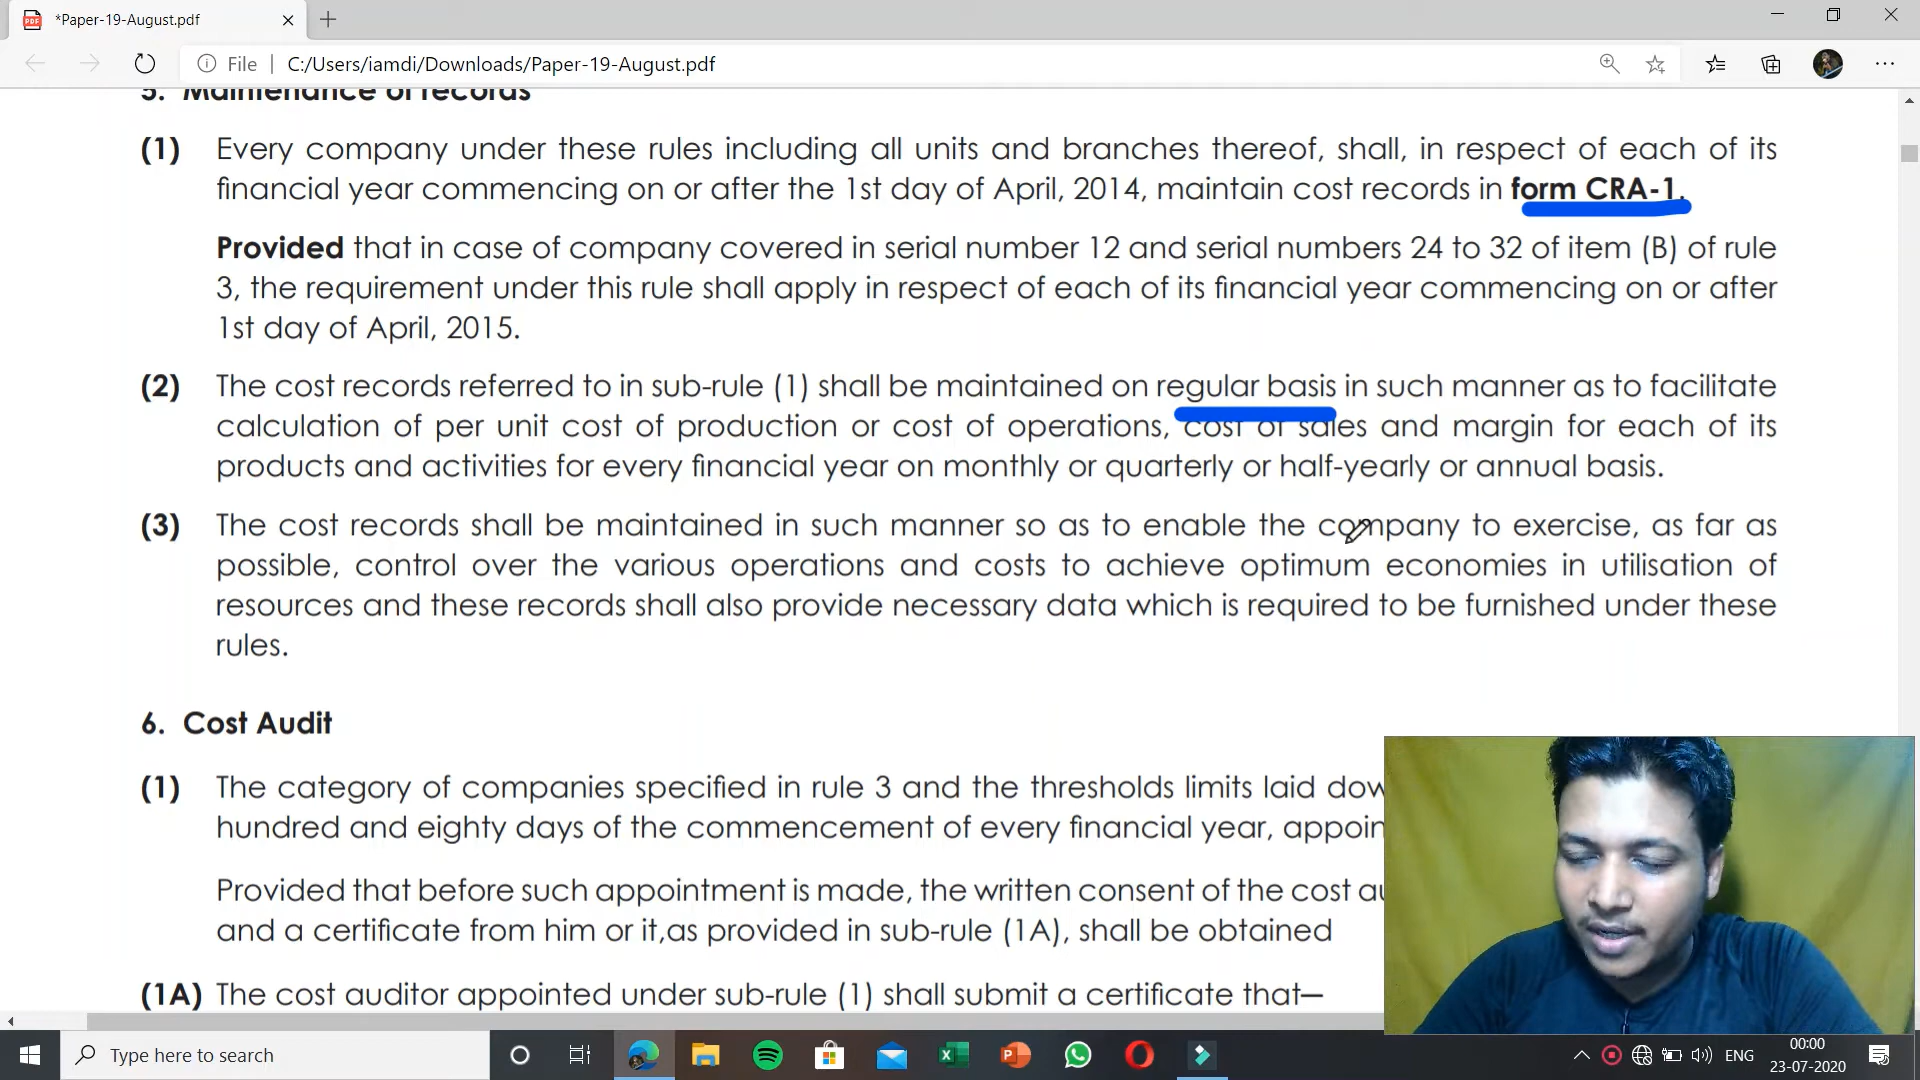 *Paper-19-August.pdf
File | C:/Users/iamdi/Downloads/Paper-19-August.pdf
5. Maintenance of records
(1) Every company under these rules including all units and branches thereof, shall, in respect of each of its
financial year commencing on or after the 1st day of April, 2014, maintain cost records in form CRA-1.
Provided that in case of company covered in serial number 12 and serial numbers 24 to 32 of item (B) of rule
3, the requirement under this rule shall apply in respect of each of its financial year commencing on or after
1st day of April, 2015.
(2) The cost records referred to in sub-rule (1) shall be maintained on regular basis in such manner as to facilitate
calculation of per unit cost of production or cost of operations, cost of sales and margin for each of its
products and activities for every financial year on monthly or quarterly or half-yearly or annual basis.
(3) The cost records shall be maintained in such manner so as to enable the company to exercise, as far as
possible, control over the various operations and costs to achieve optimum economies in utilisation of
resources and these records shall also provide necessary data which is required to be furnished under these
rules.
6. Cost Audit
(1) The category of companies specified in rule 3 and the thresholds limits laid dow
hundred and eighty days of the commencement of every financial year, appoin
Provided that before such appointment is made, the written consent of the cost au
and a certificate from him or it,as provided in sub-rule (1A), shall be obtained
(1A) The cost auditor appointed under sub-rule (1) shall submit a certificate that—
Type here to search
ENG
00:00
23-07-2020